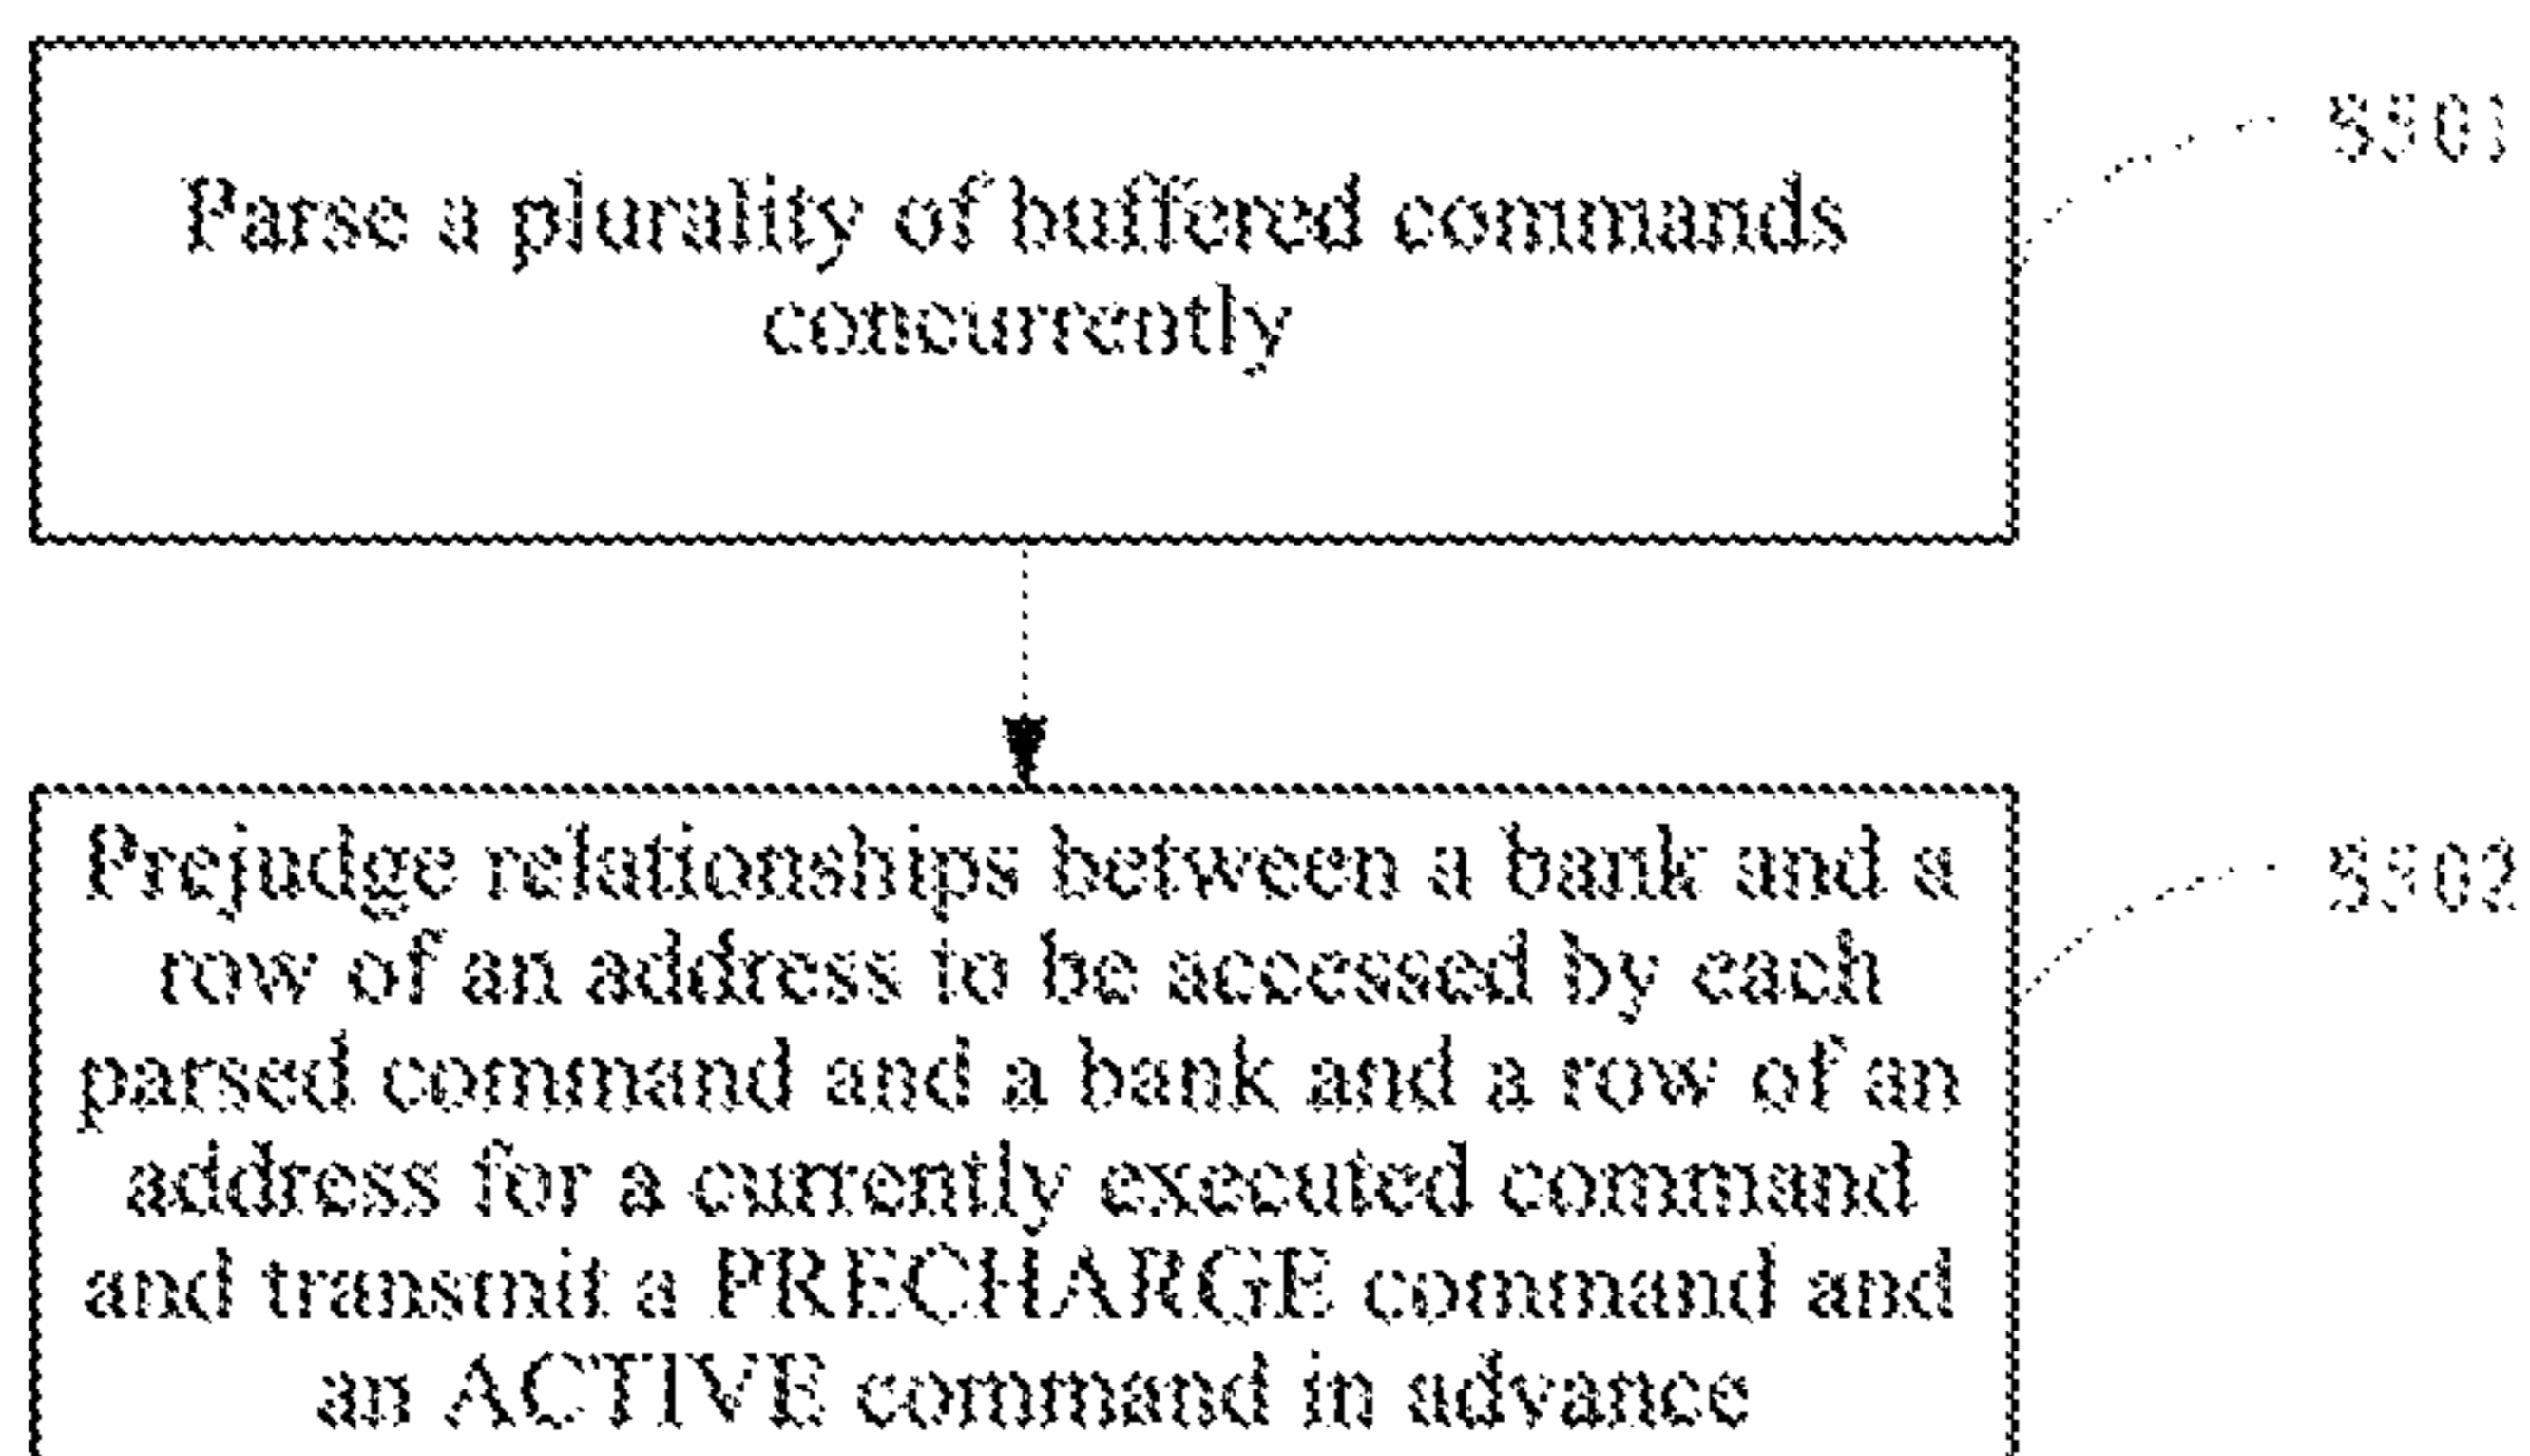 Parse a plurality of buffered commands
concurrently
S501
Prejudge relationships between a bank and a
row of an address to be accessed by each
parsed command and a bank and a row of an
address for a currently executed command
and transmit a PRECHARGE command and
an ACTIVE command in advance
S502